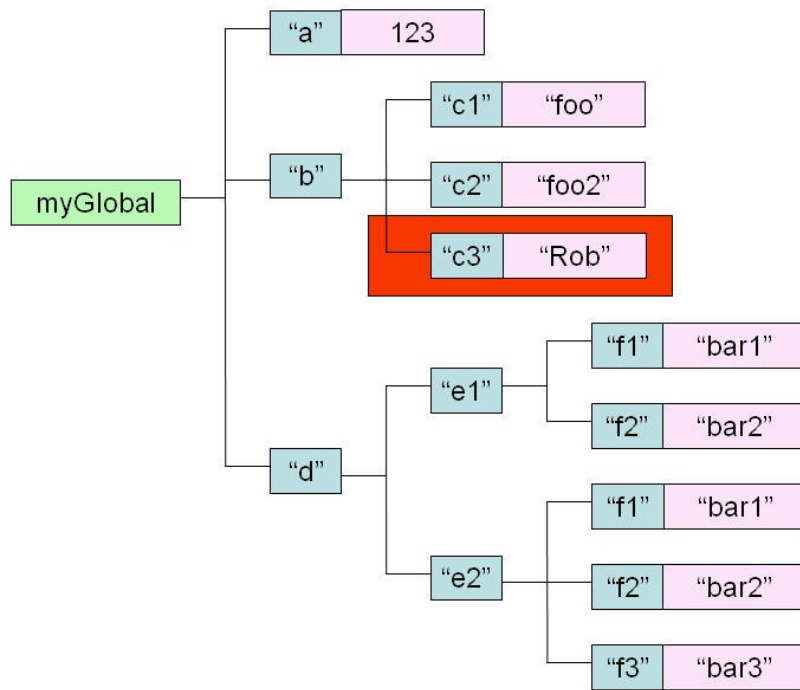 “a” 123
“c1” “foo”
“b” “c2” “foo2”
myGlobal
“c3” “Rob”
“f1” “bar1”
“e1”
“f2” “bar2”
“d”
“f1” “bar1”
“e2” “f2” “bar2”
“f3” “bar3”